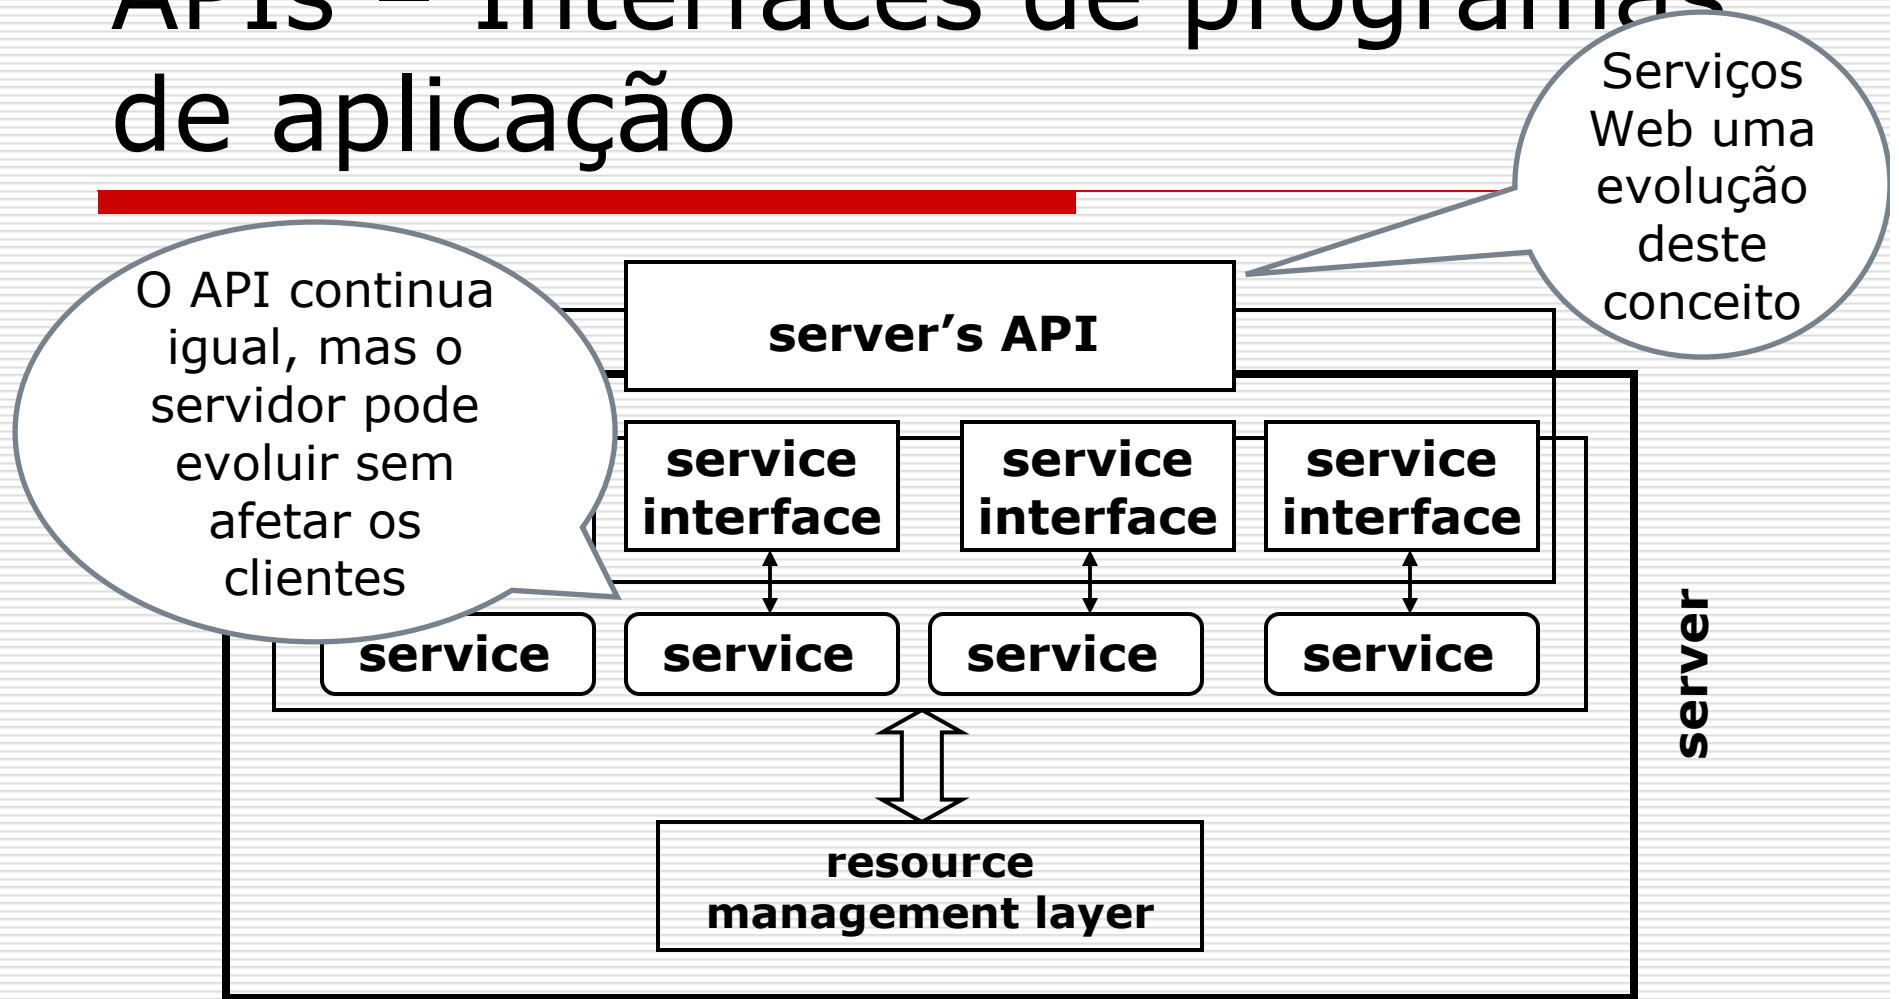 APIs – Interfaces de programas
de aplicação
Serviços
Web uma
evolução
deste
conceito
O API continua
igual, mas o
servidor pode
evoluir sem
afetar os
clientes
server’s API
service
interface
service
interface
service
interface
service
service
service
service
server
resource
management layer